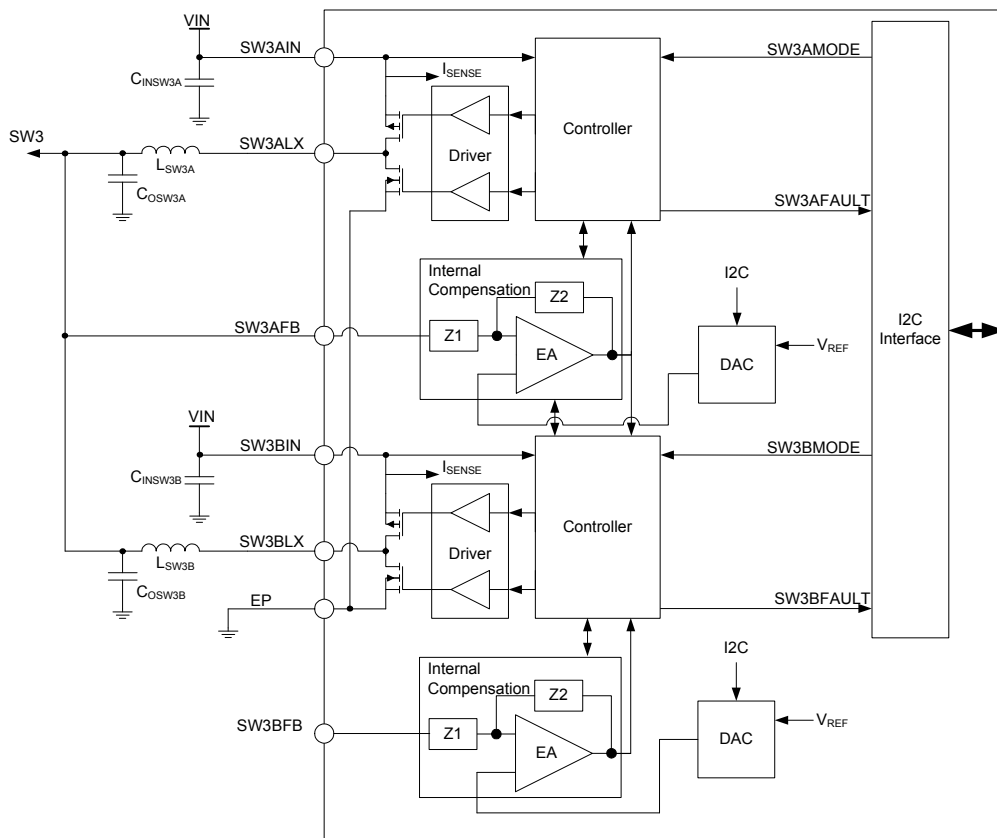 VIN
SW3AIN
CINSW3A
ISENSE
SW3AMODE
Controller
SW3
SW3ALX
LSW3A
COSW3A
Driver
SW3AFAULT
Internal
Compensation
Z2
I2C
SW3AFB
Z1
EA
DAC
VREF
I2C
Interface
VIN
SW3BIN
CINSW3B
ISENSE
SW3BMODE
Controller
SW3BLX
LSW3B
COSW3B
Driver
EP
SW3BFAULT
Internal
Compensation
Z2
I2C
SW3BFB
Z1
EA
DAC
VREF